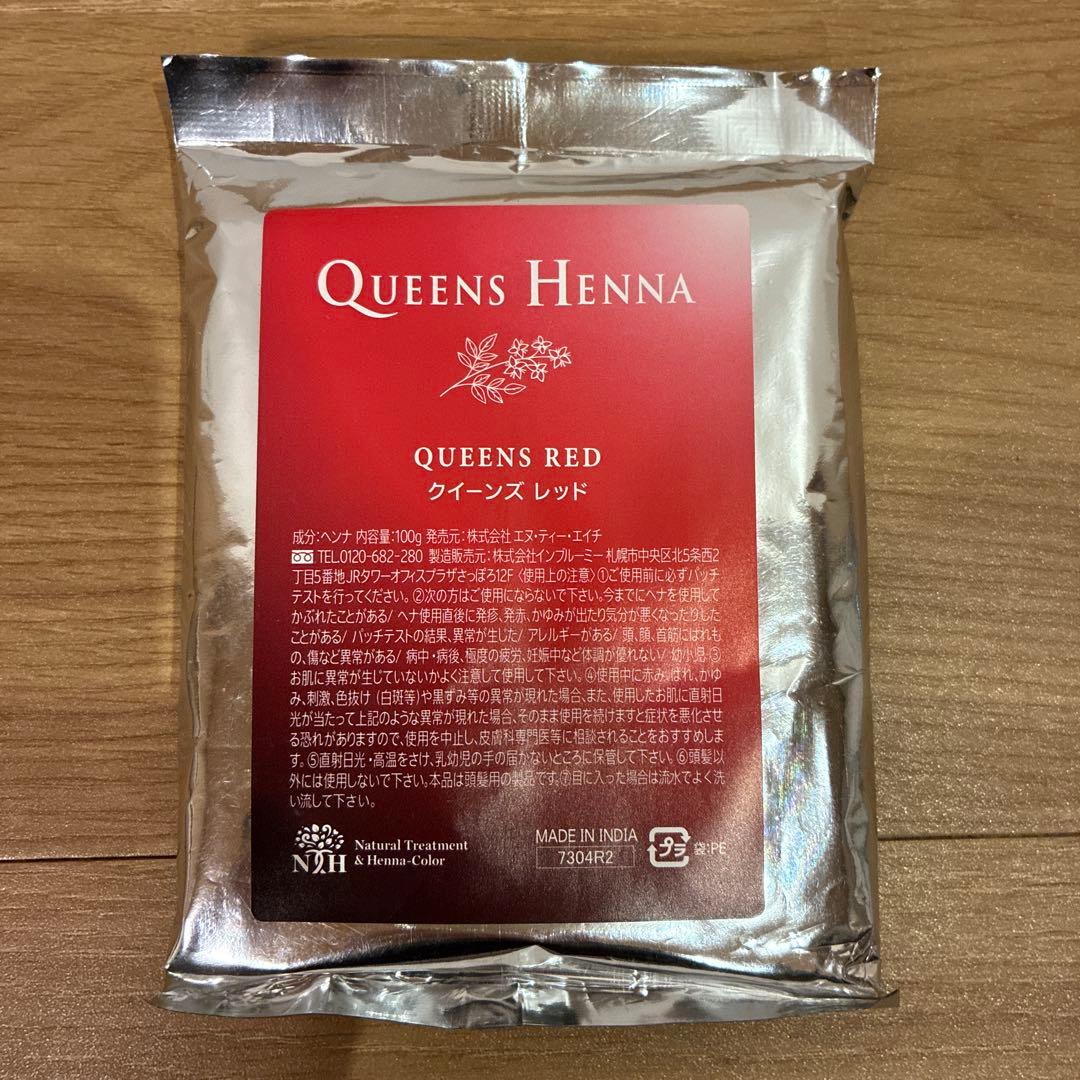 QUEENS HENNA
QUEENS RED
クイーンズ レッド
成分:ヘンナ 内容量:100g 発売元:株式会社 エヌ・ティー・エイチ
TEL.0120-682-280 製造販売元:株式会社インブルーミー 札幌市中央区北5条西2
丁目5番地 JRタワーオフィスプラザさっぽろ12F 〈使用上の注意〉①ご使用前に必ずパッチ
テストを行ってください。②次の方はご使用にならないで下さい。今までにヘナを使用して
かぶれたことがある/ ヘナ使用直後に発疹、発赤、かゆみが出たり気分が悪くなったりした
ことがある/ パッチテストの結果、異常が生じた/ アレルギーがある/ 頭、顔、首筋にはれも
の、傷など異常がある/ 病中・病後、極度の疲労、妊娠中など体調が優れない/ 幼小児 ③
お肌に異常が生じていないかよく注意して使用して下さい。④使用中に赤み、はれ、かゆ
み、刺激、色抜け（白斑等）や黒ずみ等の異常が現れた場合、また、使用したお肌に直射日
光が当たって上記のような異常が現れた場合、そのまま使用を続けますと症状を悪化させ
る恐れがありますので、使用を中止し、皮膚科専門医等に相談されることをおすすめしま
す。⑤直射日光・高温をさけ、乳幼児の手の届かないところに保管して下さい。⑥頭髪以
外には使用しないで下さい。本品は頭髪用の製品です。⑦目に入った場合は流水でよく洗
い流して下さい。
NTH
Natural Treatment
& Henna-Color
MADE IN INDIA
7304R2
プラ 袋:PE